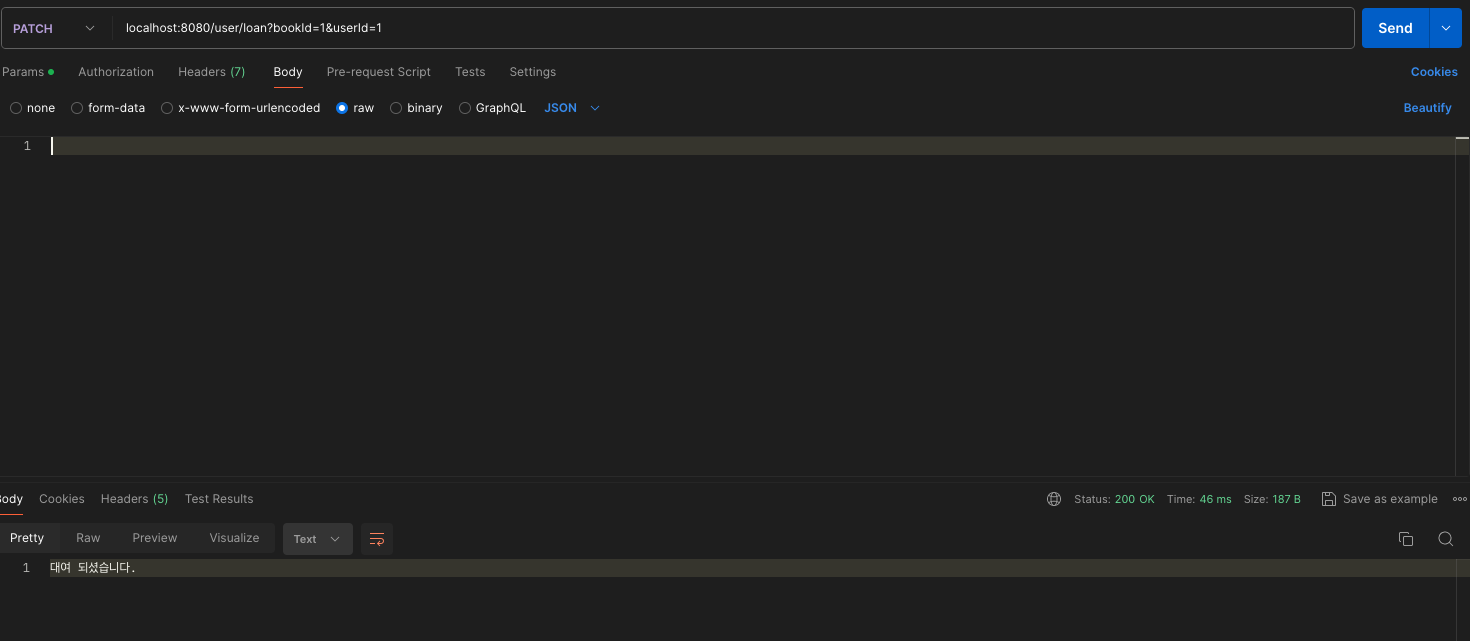 PATCH localhost:8080/user/loan?bookId=1&userId=1 Send
Params Authorization Headers (7) Body Pre-request Script Tests Settings Cookies
none form-data x-www-form-urlencoded raw binary GraphQL JSON Beautify
1
Body Cookies Headers (5) Test Results Status: 200 OK Time: 46 ms Size: 187 B Save as example
Pretty Raw Preview Visualize Text
1 대여 되셨습니다.